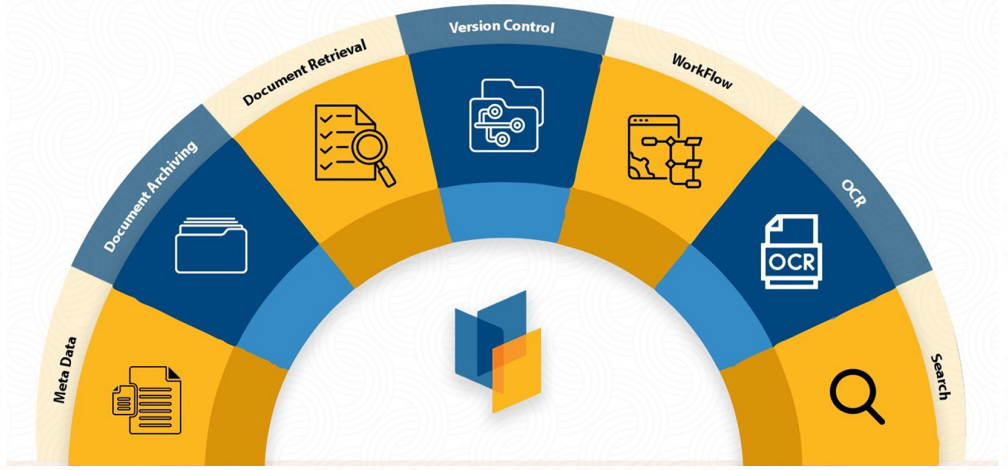 Meta Data
Document Archiving
Document Retrieval
Version Control
WorkFlow
OCR
OCR
Search